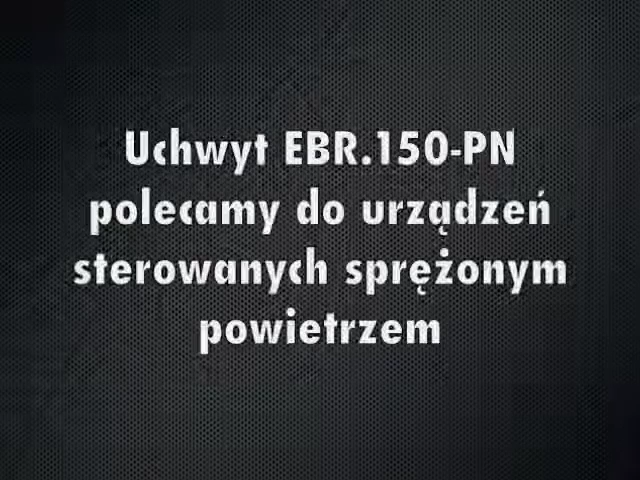 Uchwyt EBR.150-PN
polecamy do urządzeń
sterowanych sprężonym
powietrzem